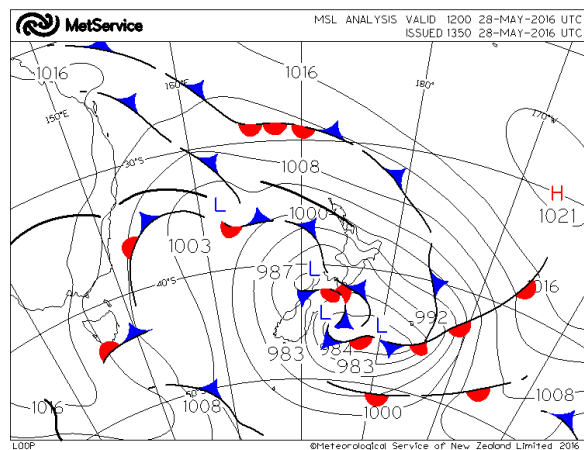 MetService
MSL ANALYSIS VALID 1200 28-MAY-2016 UTC
ISSUED 1350 28-MAY-2016 UTC
1016
1016
160°E
180°
150°E
170°W
30°S
1008
H
1021
L
1000
1003
987
L
40°S
1016
L
992
L
984
983
983
1016
1008
50°S
1000
1008
LOOP
©Meteorological Service of New Zealand Limited 2016